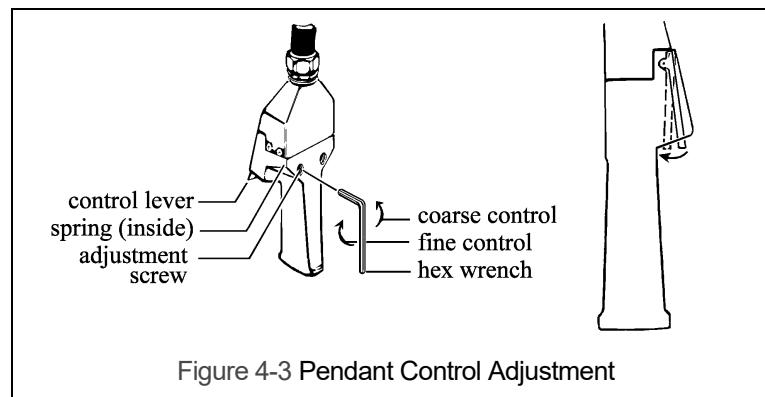 control lever
spring (inside)
adjustment
screw
coarse control
fine control
hex wrench
Figure 4-3 Pendant Control Adjustment